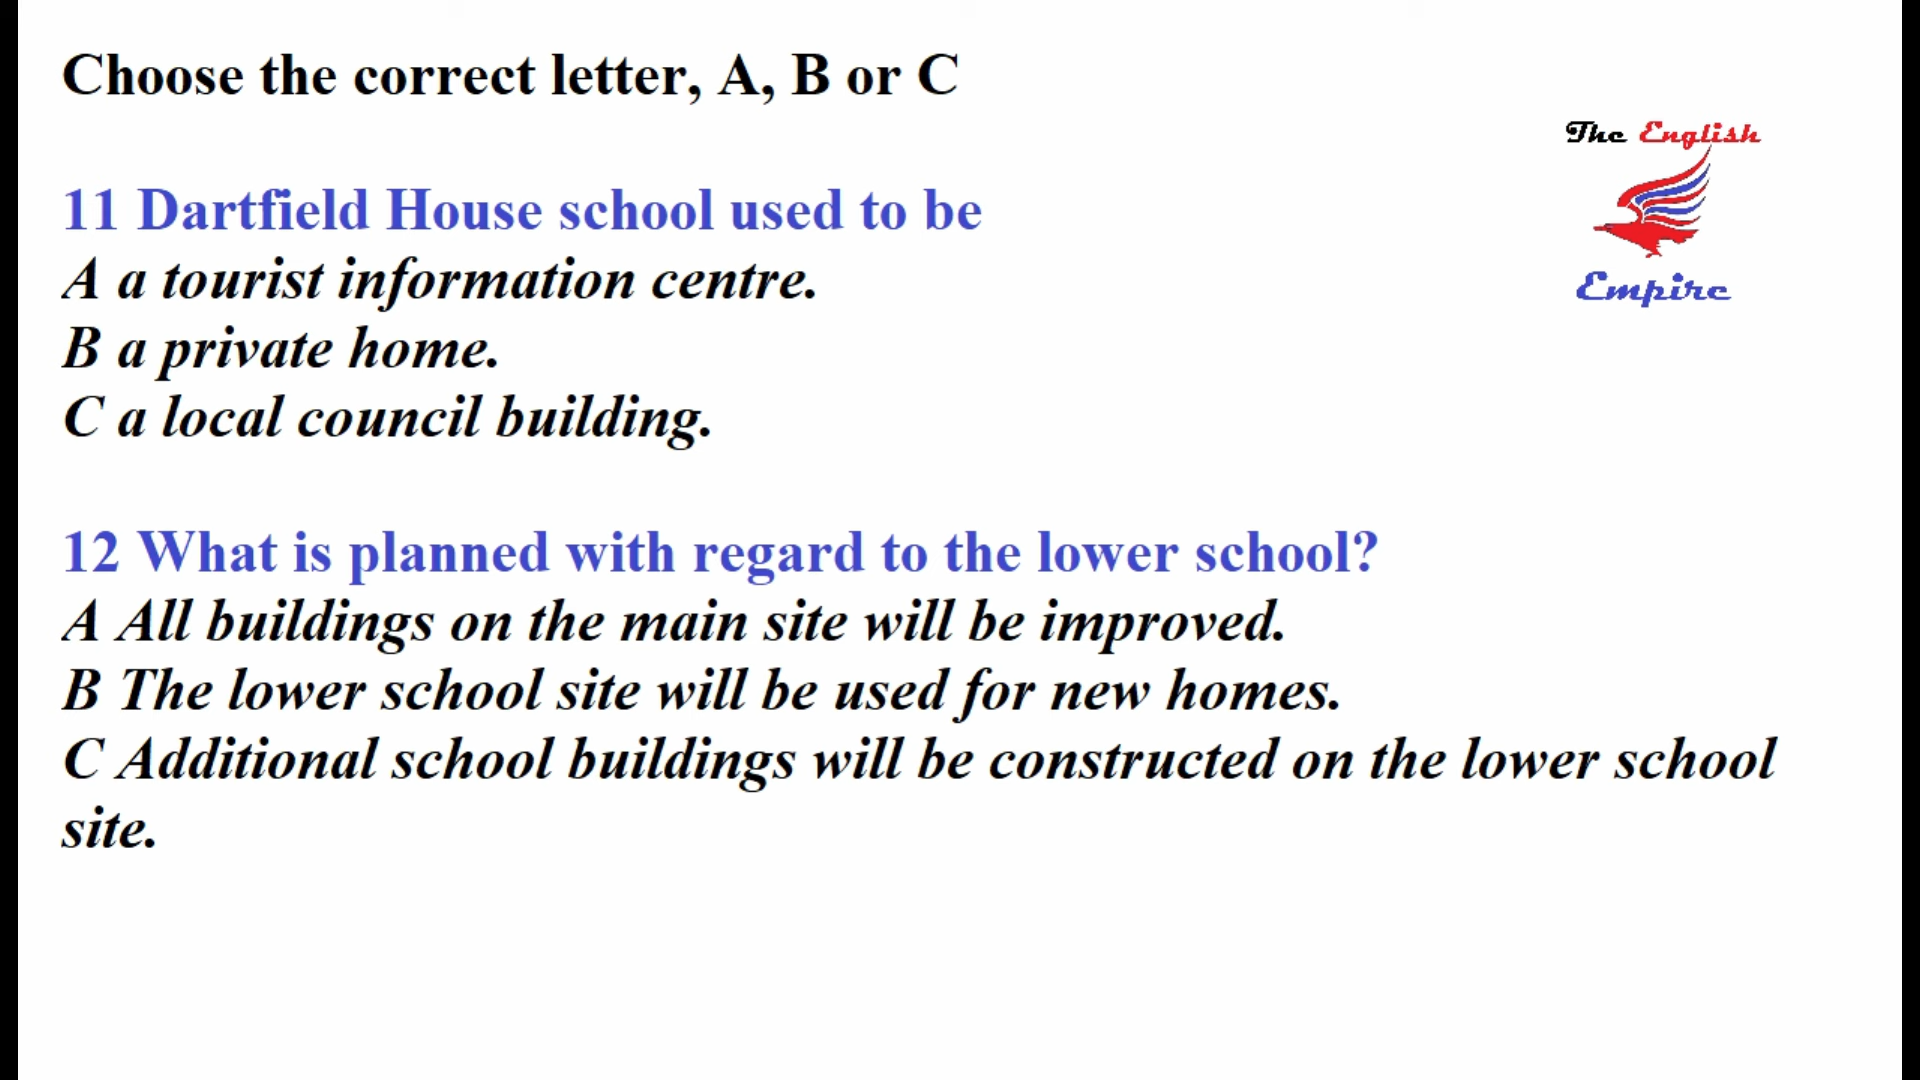 Choose the correct letter, A, B or C
The English
Empire
11 Dartfield House school used to be
A a tourist information centre.
B a private home.
C a local council building.
12 What is planned with regard to the lower school?
A All buildings on the main site will be improved.
B The lower school site will be used for new homes.
C Additional school buildings will be constructed on the lower school
site.